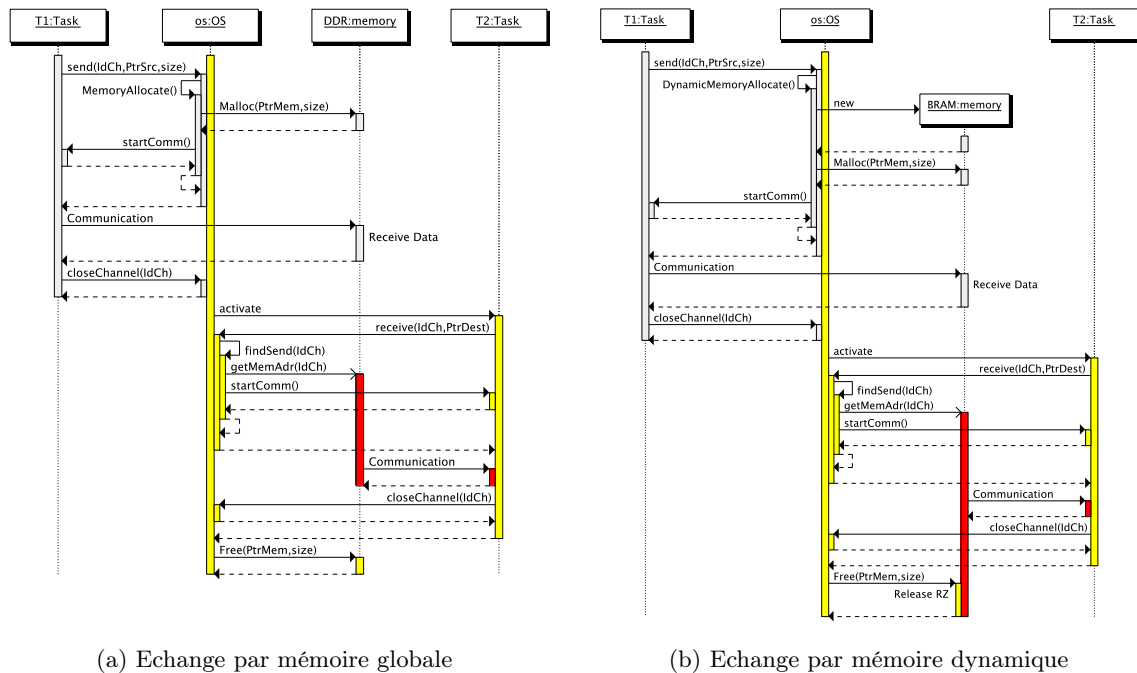 T1:Task
os:OS
DDR:memory
T2:Task
send(IdCh,PtrSrc,size)
MemoryAllocate()
Malloc(PtrMem,size)
startComm()
Communication
Receive Data
closeChannel(IdCh)
activate
receive(IdCh,PtrDest)
findSend(IdCh)
getMemAdr(IdCh)
startComm()
Communication
closeChannel(IdCh)
Free(PtrMem,size)
(a) Echange par mémoire globale
T1:Task
os:OS
T2:Task
send(IdCh,PtrSrc,size)
DynamicMemoryAllocate()
new
BRAM:memory
Malloc(PtrMem,size)
startComm()
Communication
Receive Data
closeChannel(IdCh)
activate
receive(IdCh,PtrDest)
findSend(IdCh)
getMemAdr(IdCh)
startComm()
Communication
closeChannel(IdCh)
Free(PtrMem,size)
Release RZ
(b) Echange par mémoire dynamique